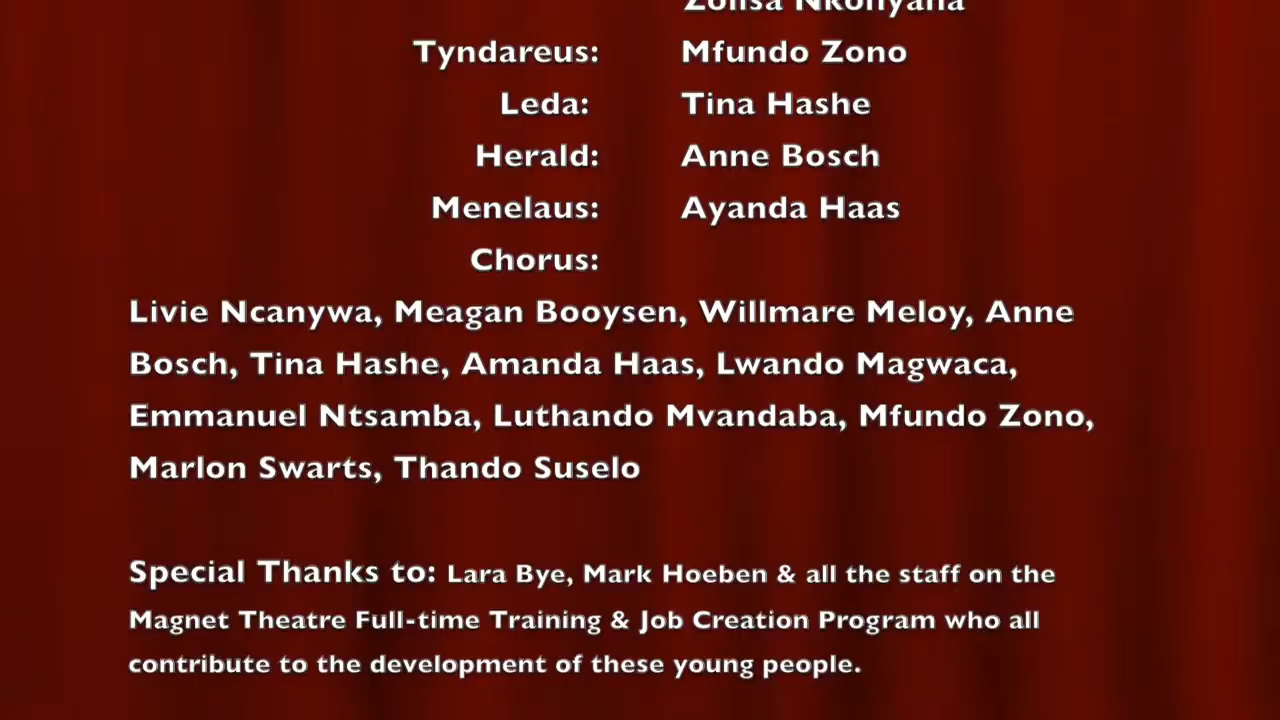 Tyndareus: Mfundo Zono
Leda: Tina Hashe
Herald: Anne Bosch
Menelaus: Ayanda Haas
Chorus:
Livie Ncanywa, Meagan Booysen, Willmare Meloy, Anne
Bosch, Tina Hashe, Amanda Haas, Lwando Magwaca,
Emmanuel Ntsamba, Luthando Mvandaba, Mfundo Zono,
Marlon Swarts, Thando Suselo
Special Thanks to: Lara Bye, Mark Hoeben & all the staff on the
Magnet Theatre Full-time Training & Job Creation Program who all
contribute to the development of these young people.